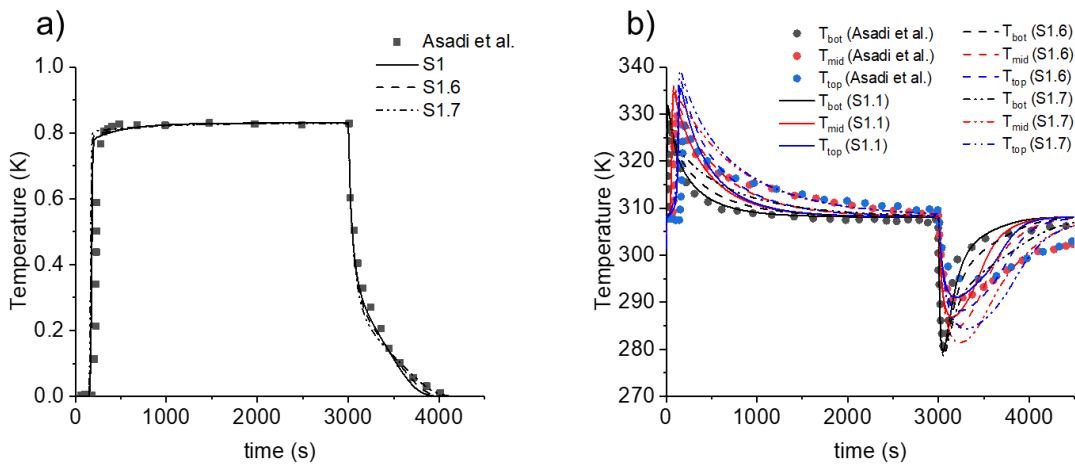 a)
Asadi et al.
S1
S1.6
S1.7
Temperature (K)
1.0
0.8
0.6
0.4
0.2
0.0
0 1000 2000 3000 4000
time (s)
b)
T_bot (Asadi et al.)
T_mid (Asadi et al.)
T_top (Asadi et al.)
T_bot (S1.1)
T_mid (S1.1)
T_top (S1.1)
T_bot (S1.6)
T_mid (S1.6)
T_top (S1.6)
T_bot (S1.7)
T_mid (S1.7)
T_top (S1.7)
Temperature (K)
340
330
320
310
300
290
280
270
0 1000 2000 3000 4000
time (s)